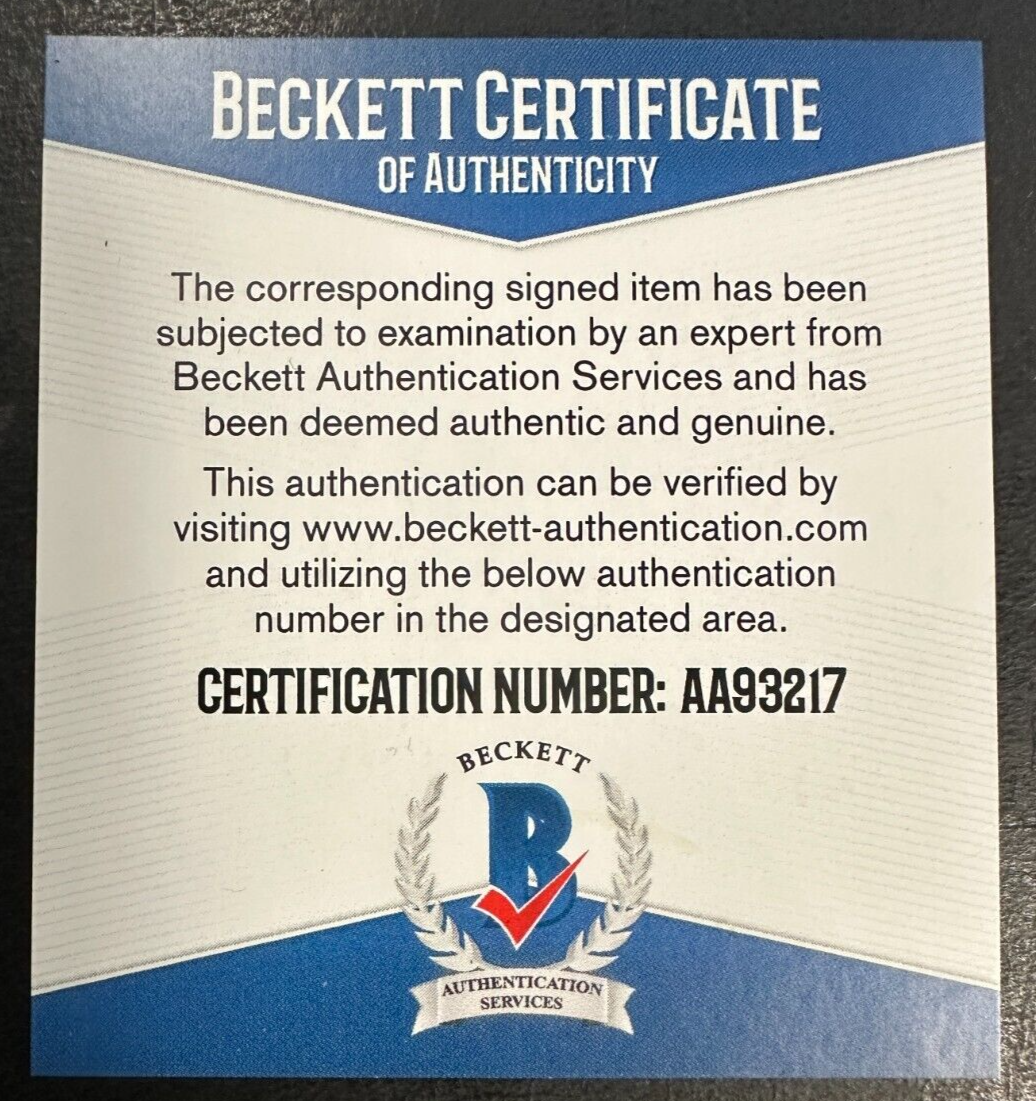 BECKETT CERTIFICATE
OF AUTHENTICITY
The corresponding signed item has been
subjected to examination by an expert from
Beckett Authentication Services and has
been deemed authentic and genuine.
This authentication can be verified by
visiting www.beckett-authentication.com
and utilizing the below authentication
number in the designated area.
CERTIFICATION NUMBER: AA93217
BECKETT
B
AUTHENTICATION
SERVICES